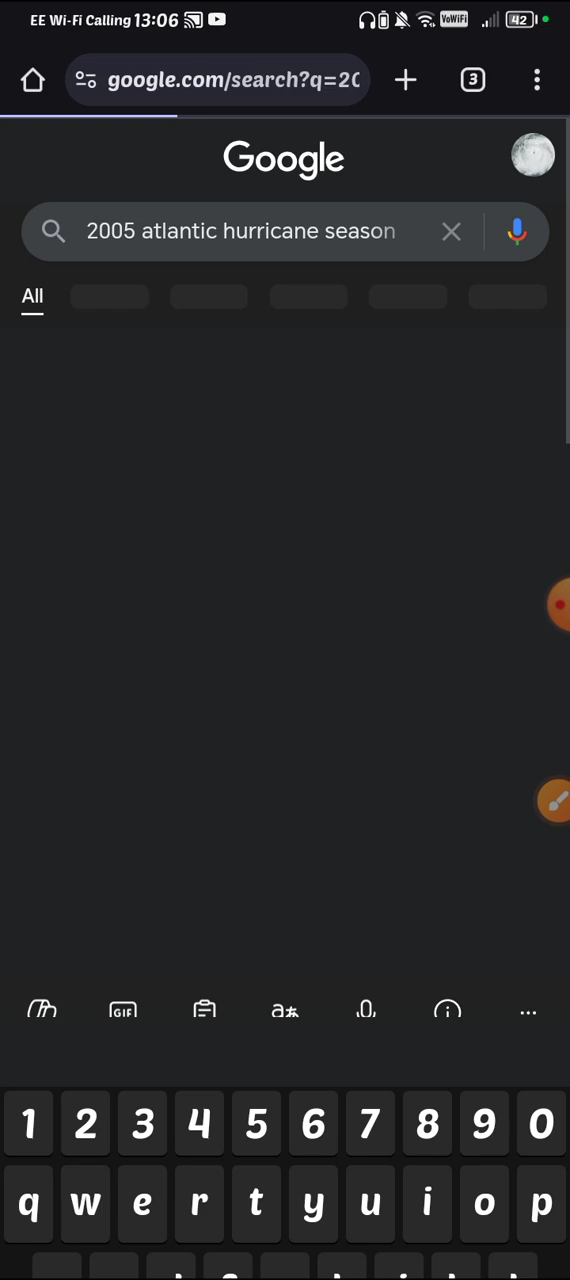 EE Wi-Fi Calling 13:06 VoWiFi 42
google.com/search?q=20
3
Google
2005 atlantic hurricane season
All
GIF
1 2 3 4 5 6 7 8 9 0
q w e r t y u i o p